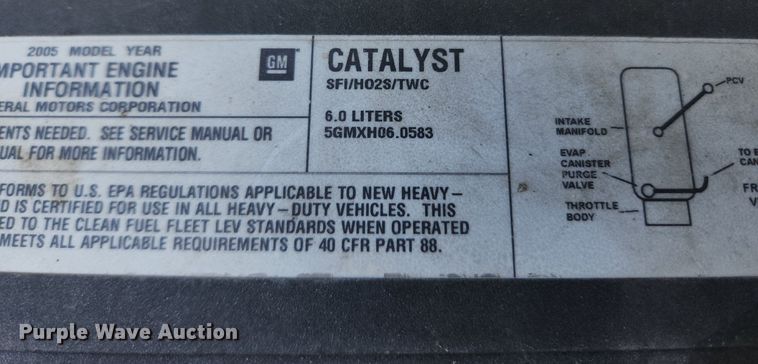 2005 MODEL YEAR
MPORTANT ENGINE
INFORMATION
ERAL MOTORS CORPORATION
GM
CATALYST
SFI/HO2S/TWC
6.0 LITERS
5GMXH06.0583
ENTS NEEDED. SEE SERVICE MANUAL OR
UAL FOR MORE INFORMATION.
FORMS TO U.S. EPA REGULATIONS APPLICABLE TO NEW HEAVY-
D IS CERTIFIED FOR USE IN ALL HEAVY-DUTY VEHICLES. THIS
ED TO THE CLEAN FUEL FLEET LEV STANDARDS WHEN OPERATED
MEETS ALL APPLICABLE REQUIREMENTS OF 40 CFR PART 88.
PCV
INTAKE
MANIFOLD
EVAP
CANISTER
PURGE
VALVE
THROTTLE
BODY
TO E
CAN
FR
V
Purple Wave Auction